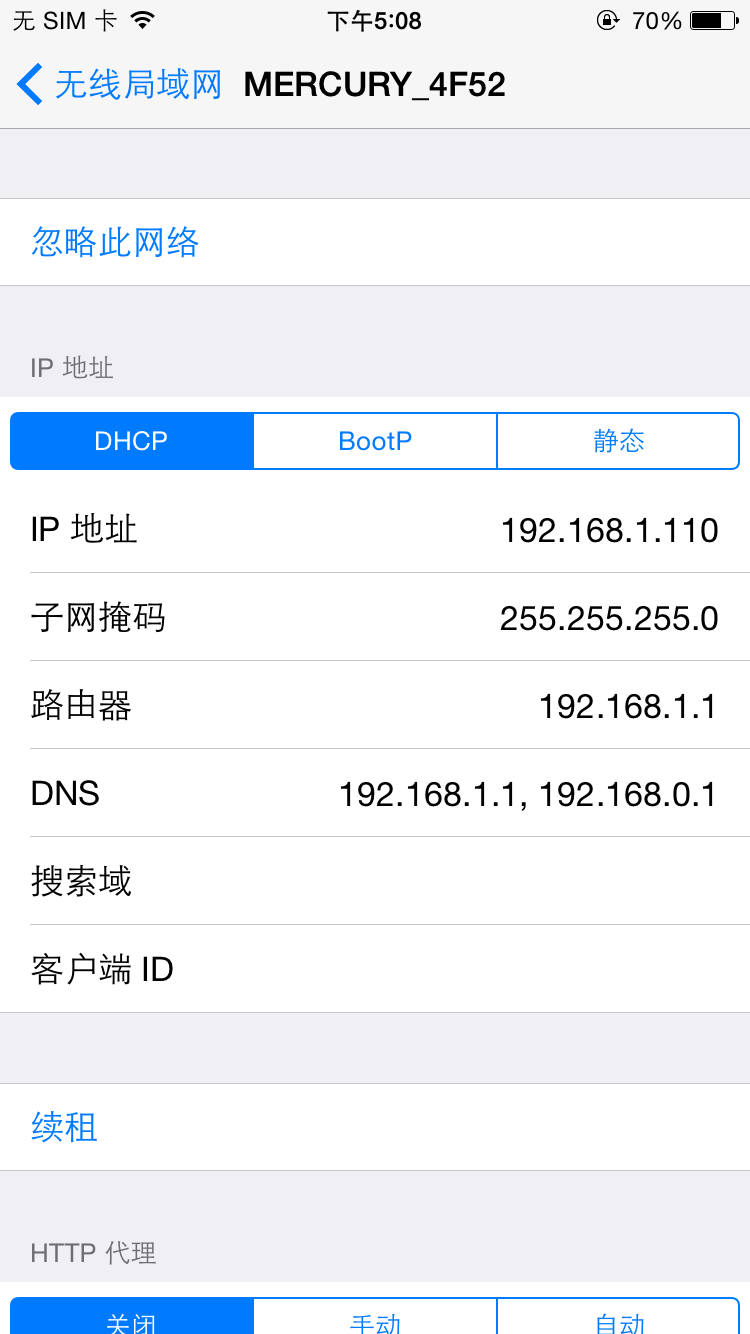 无 SIM 卡 下午5:08 70%
无线局域网 MERCURY_4F52
忽略此网络
IP 地址
DHCP BootP 静态
IP 地址 192.168.1.110
子网掩码 255.255.255.0
路由器 192.168.1.1
DNS 192.168.1.1, 192.168.0.1
搜索域
客户端 ID
续租
HTTP 代理
关闭 手动 自动